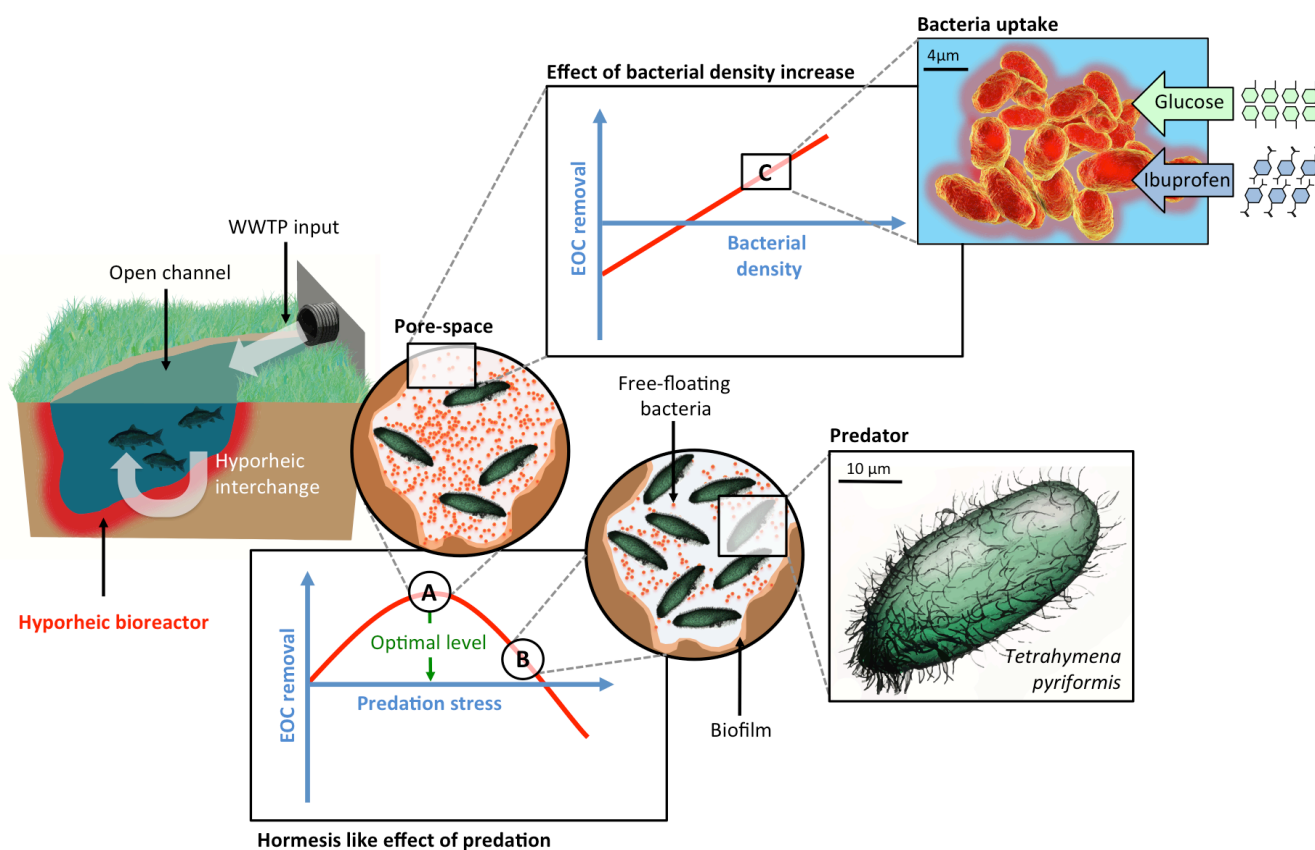 Bacteria uptake
4μm
Glucose
Ibuprofen
Effect of bacterial density increase
EOC removal
C
Bacterial
density
WWTP input
Open channel
Hyporheic
interchange
Hyporheic bioreactor
Pore-space
Free-floating
bacteria
Biofilm
Predator
10 μm
Tetrahymena
pyriformis
A
Optimal level
B
EOC removal
Predation stress
Hormesis like effect of predation